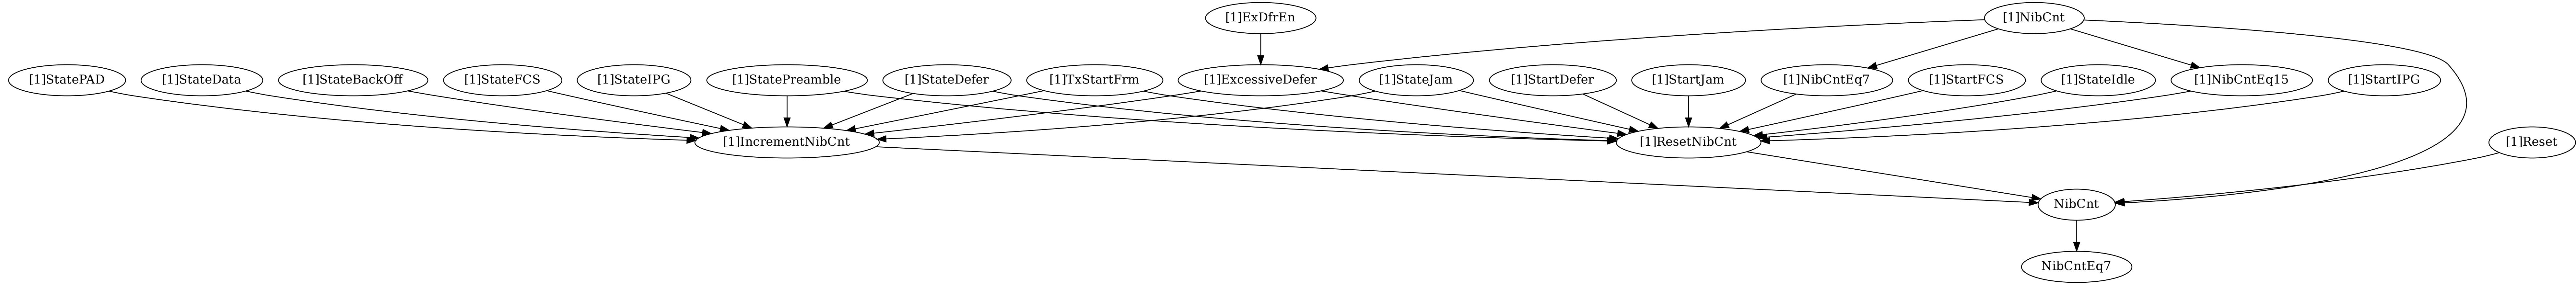 [1]ExDfrEn
[1]NibCnt
[1]StatePAD
[1]StateData
[1]StateBackOff
[1]StateFCS
[1]StateIPG
[1]StatePreamble
[1]StateDefer
[1]TxStartFrm
[1]ExcessiveDefer
[1]StateJam
[1]StartDefer
[1]StartJam
[1]NibCntEq7
[1]StartFCS
[1]StateIdle
[1]NibCntEq15
[1]StartIPG
[1]IncrementNibCnt
[1]ResetNibCnt
[1]Reset
NibCnt
NibCntEq7